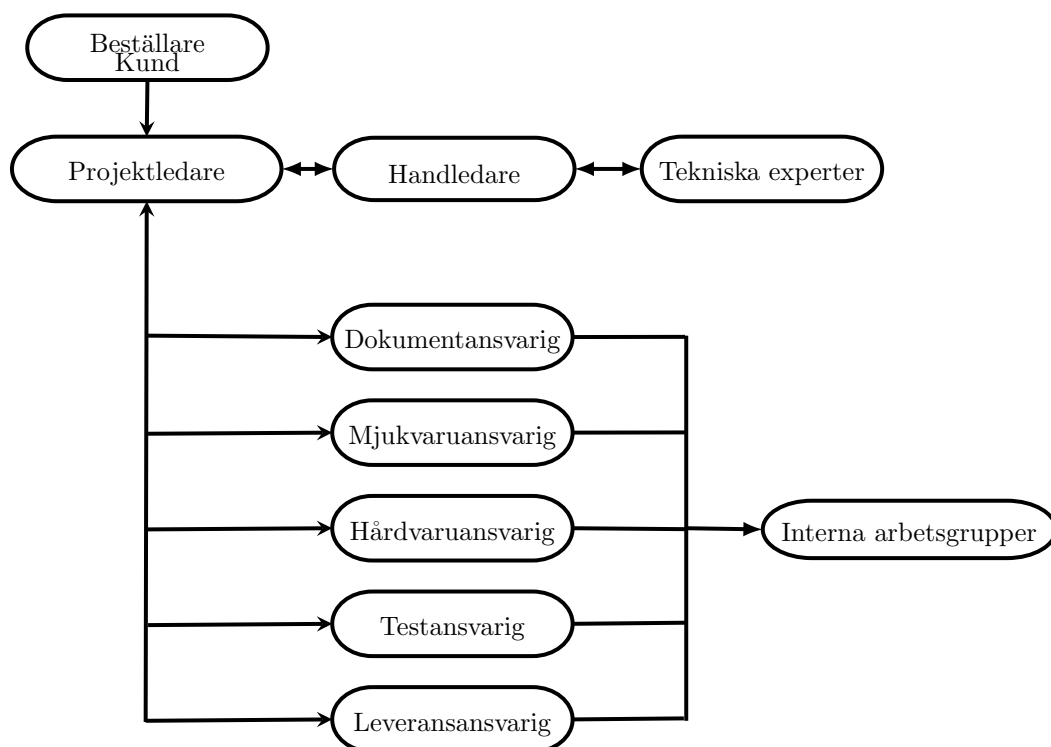 Beställare
Kund
Projektledare
Handledare
Tekniska experter
Dokumentansvarig
Mjukvaruansvarig
Hårdvaruansvarig
Interna arbetsgrupper
Testansvarig
Leveransansvarig